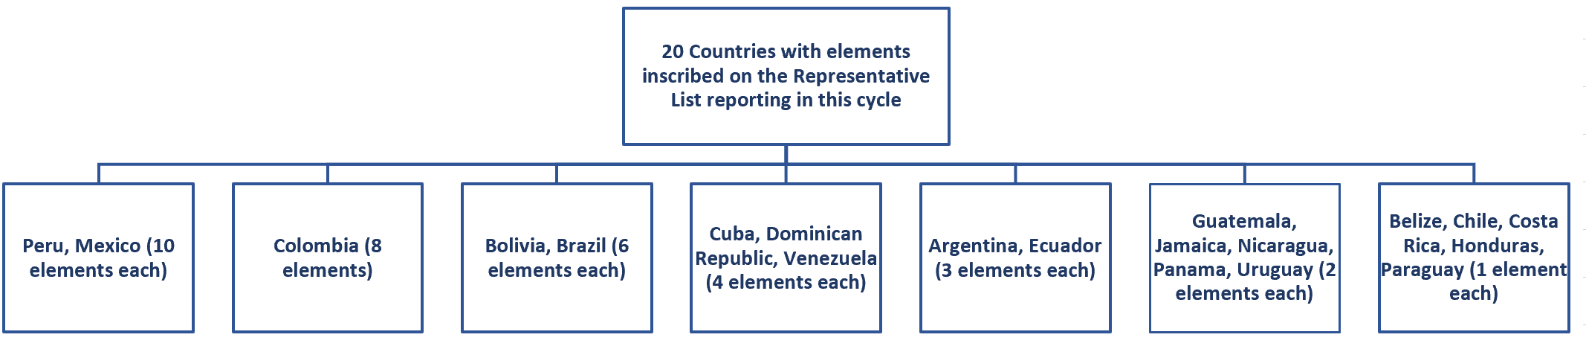 20 Countries with elements
inscribed on the Representative
List reporting in this cycle
Peru, Mexico (10
elements each)
Colombia (8
elements)
Bolivia, Brazil (6
elements each)
Cuba, Dominican
Republic, Venezuela
(4 elements each)
Argentina, Ecuador
(3 elements each)
Guatemala,
Jamaica, Nicaragua,
Panama, Uruguay (2
elements each)
Belize, Chile, Costa
Rica, Honduras,
Paraguay (1 element
each)